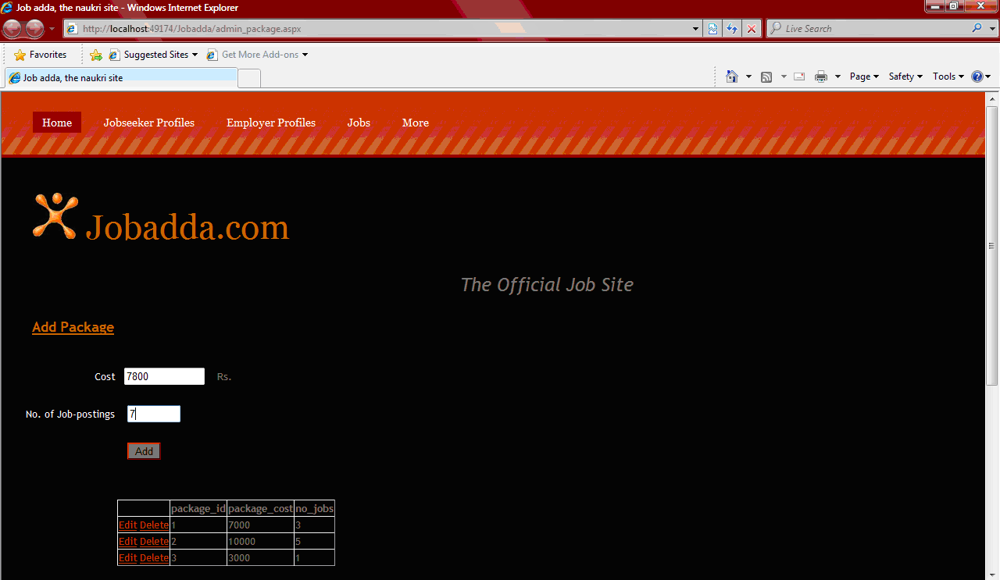 Job adda, the naukri site - Windows Internet Explorer
http://localhost:49174/Jobadda/admin_package.aspx
Live Search
Favorites Suggested Sites Get More Add-ons
Job adda, the naukri site Page Safety Tools
Home Jobseeker Profiles Employer Profiles Jobs More
Jobadda.com
The Official Job Site
Add Package
Cost 7800 Rs.
No. of Job-postings 7
Add
package_id package_cost no_jobs
Edit Delete 1 7000 3
Edit Delete 2 10000 5
Edit Delete 3 3000 1